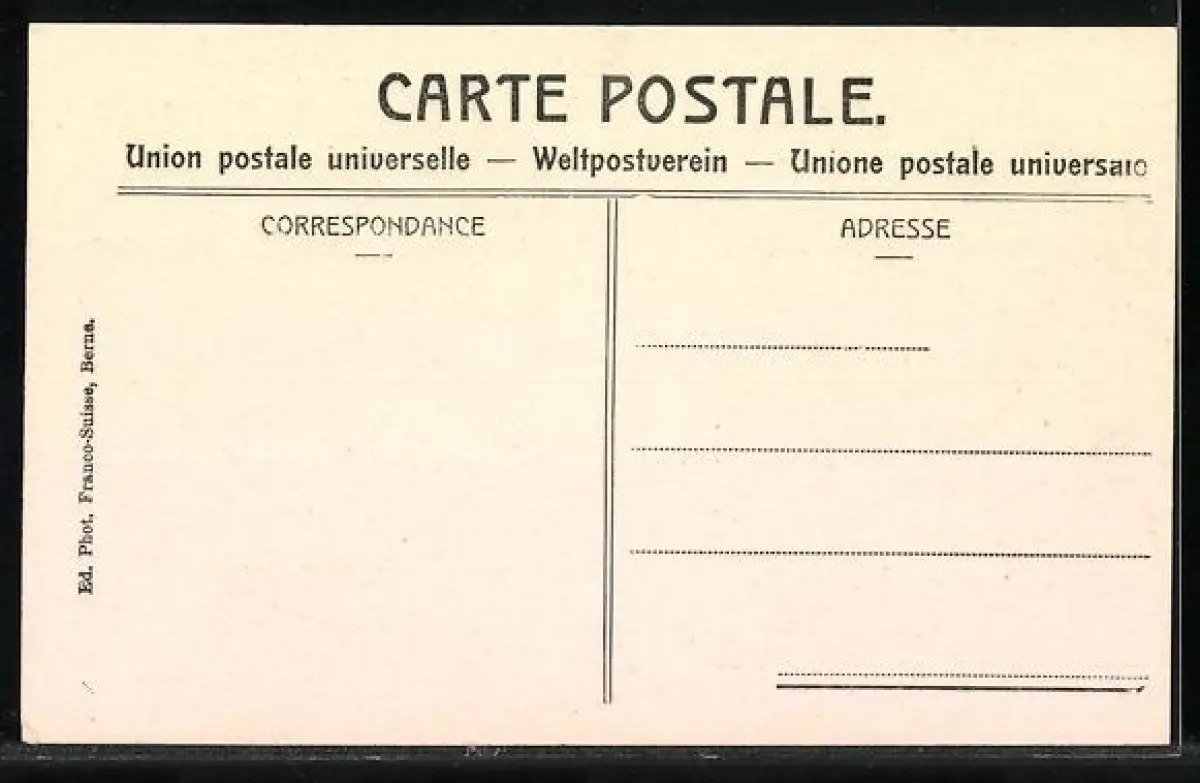 CARTE POSTALE.
Union postale universelle — Weltpostverein — Unione postale universale
CORRESPONDANCE
ADRESSE
Ed. Phot. Franco-Suisse, Berne.